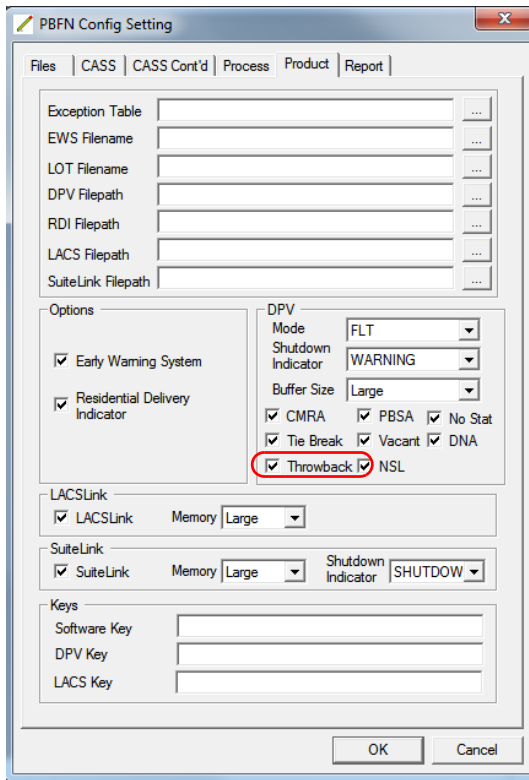 PBFN Config Setting
Files CASS CASS Cont'd Process Product Report
Exception Table ...
EWS Filename ...
LOT Filename ...
DPV Filepath ...
RDI Filepath ...
LACS Filepath ...
SuiteLink Filepath ...
Options
Early Warning System
Residential Delivery
Indicator
DPV
Mode FLT
Shutdown
Indicator WARNING
Buffer Size Large
CMRA PBSA No Stat
Tie Break Vacant DNA
Throwback NSL
LACSLink
LACSLink Memory Large
SuiteLink
SuiteLink Memory Large Shutdown
Indicator SHUTDOW
Keys
Software Key
DPV Key
LACS Key
OK Cancel